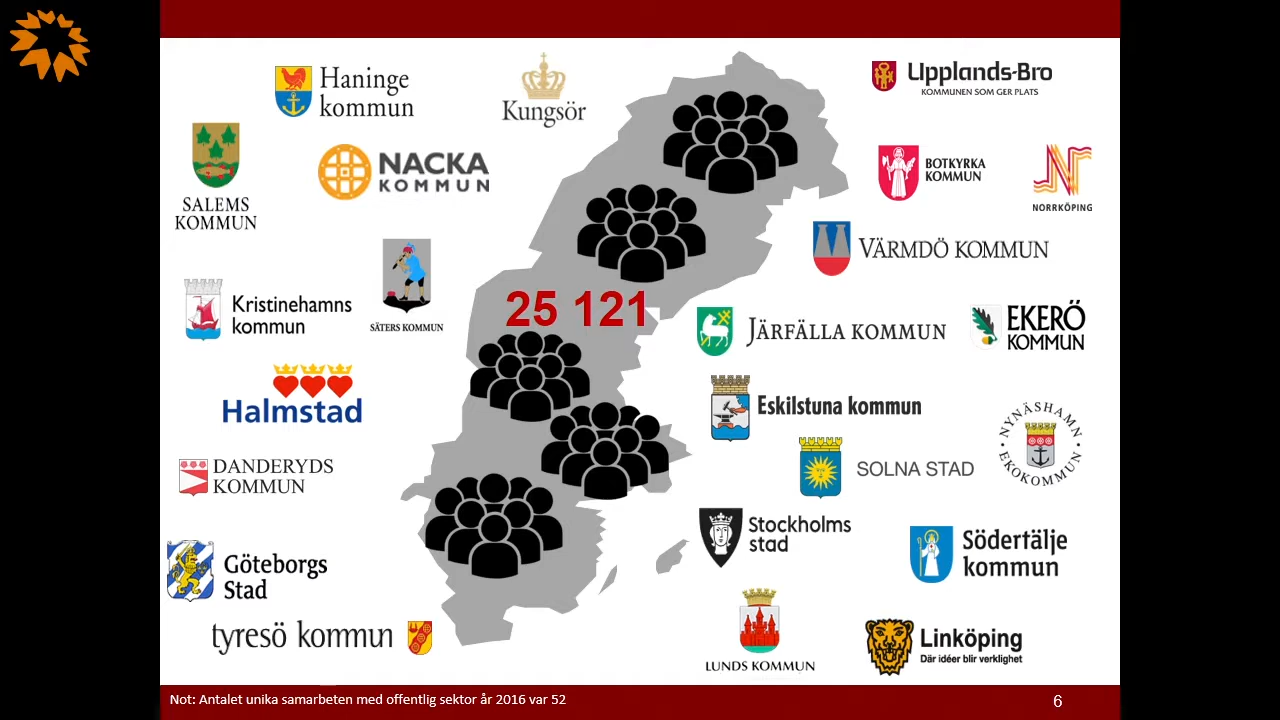 Haninge
kommun
Kungsör
Upplands-Bro
KOMMUNEN SOM GER PLATS
SALEMS
KOMMUN
NACKA
KOMMUN
BOTKYRKA
KOMMUN
NORRKÖPING
VÄRMDÖ KOMMUN
Kristinehamns
kommun
SÄTERS KOMMUN
25 121
JÄRFÄLLA KOMMUN
EKERÖ
KOMMUN
Halmstad
Eskilstuna kommun
NYNÄSHAMN
EKOKOMMUN
DANDERYDS
KOMMUN
SOLNA STAD
Göteborgs
Stad
Stockholms
stad
Södertälje
kommun
tyresö kommun
LUNDS KOMMUN
Linköping
Där idéer blir verklighet
Not: Antalet unika samarbeten med offentlig sektor år 2016 var 52
6